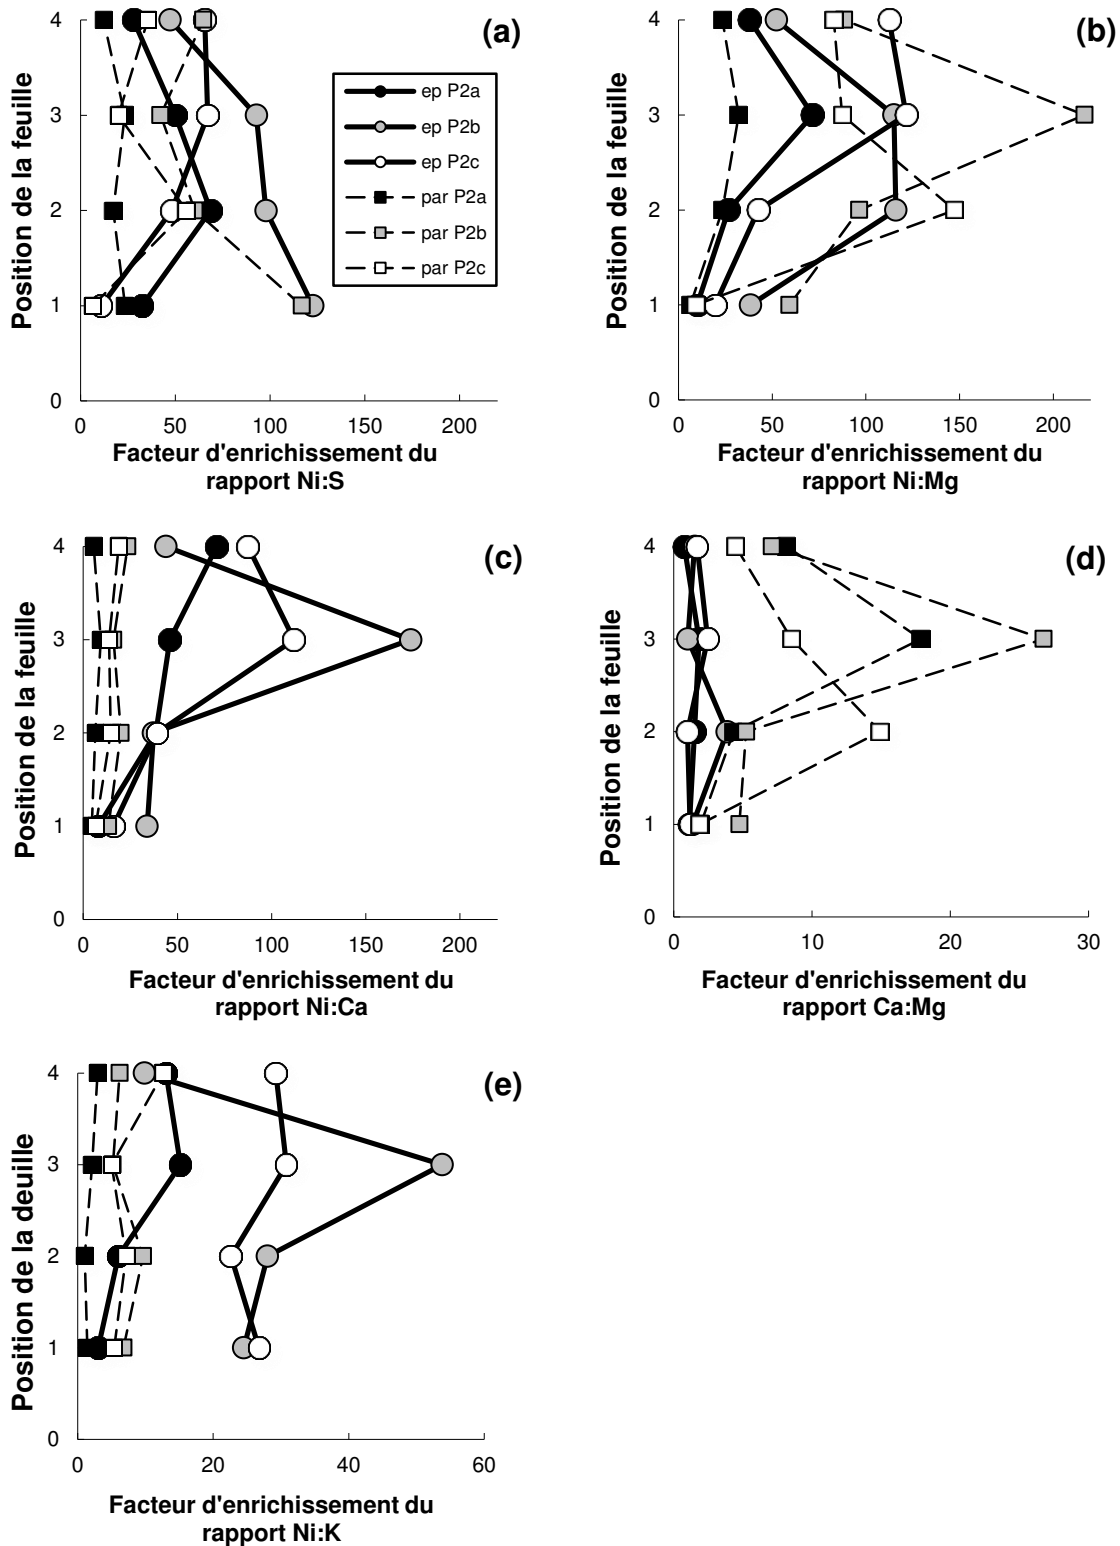 (a)
4
3
2
1
0
Position de la feuille
ep P2a
ep P2b
ep P2c
par P2a
par P2b
par P2c
0 50 100 150 200
Facteur d'enrichissement du
rapport Ni:S
(b)
4
3
2
1
0
Position de la feuille
0 50 100 150 200
Facteur d'enrichissement du
rapport Ni:Mg
(c)
4
3
2
1
0
Position de la feuille
0 50 100 150 200
Facteur d'enrichissement du
rapport Ni:Ca
(d)
4
3
2
1
0
Position de la feuille
0 10 20 30
Facteur d'enrichissement du
rapport Ca:Mg
(e)
4
3
2
1
0
Position de la deuille
0 20 40 60
Facteur d'enrichissement du
rapport Ni:K